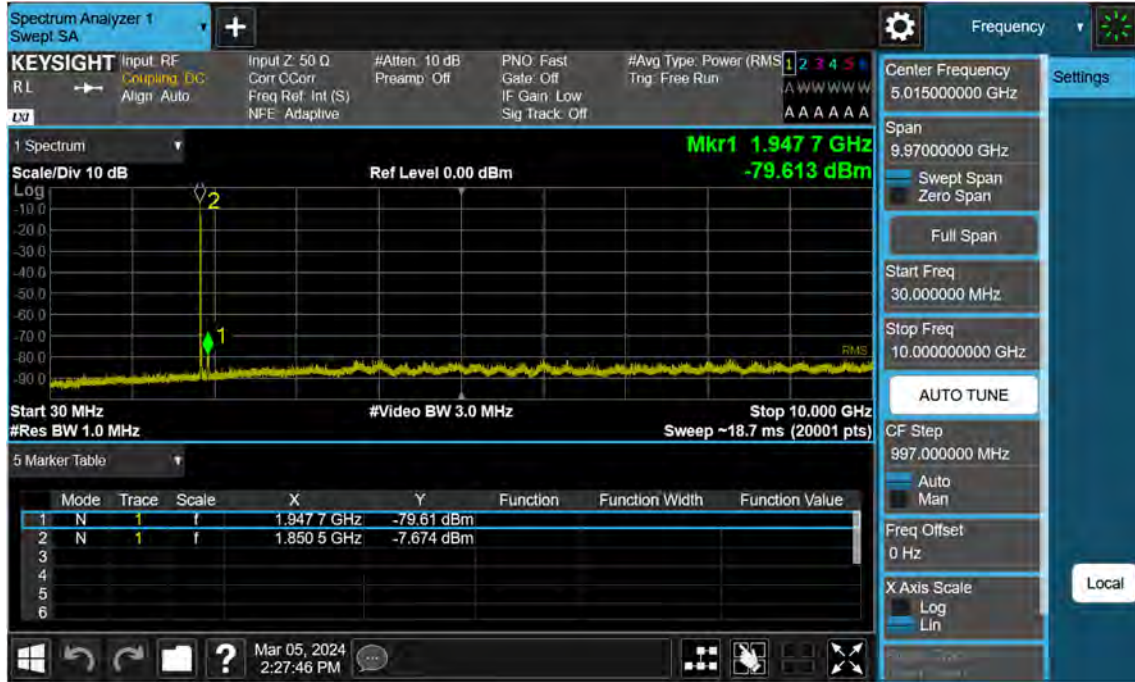 Spectrum Analyzer 1
Swept SA
+
Frequency
KEYSIGHT
RL
LXI
Input: RF
Coupling: DC
Align: Auto
Input Z: 50 Ω
Corr CCorr
Freq Ref: Int (S)
NFE: Adaptive
#Atten: 10 dB
Preamp: Off
PNO: Fast
Gate: Off
IF Gain: Low
Sig Track: Off
#Avg Type: Power (RMS
Trig: Free Run
1 2 3 4 5 6
A W W W W W
A A A A A A
1 Spectrum
Scale/Div 10 dB
Ref Level 0.00 dBm
Mkr1 1.947 7 GHz
-79.613 dBm
Log
-10.0
-20.0
-30.0
-40.0
-50.0
-60.0
-70.0
-80.0
-90.0
2
1
RMS
Start 30 MHz
#Video BW 3.0 MHz
Stop 10.000 GHz
#Res BW 1.0 MHz
Sweep ~18.7 ms (20001 pts)
5 Marker Table
Mode Trace Scale X Y Function Function Width Function Value
1 N 1 f 1.947 7 GHz -79.61 dBm
2 N 1 f 1.850 5 GHz -7.674 dBm
3
4
5
6
?
Mar 05, 2024
2:27:46 PM
Center Frequency
5.015000000 GHz
Settings
Span
9.97000000 GHz
Swept Span
Zero Span
Full Span
Start Freq
30.000000 MHz
Stop Freq
10.000000000 GHz
AUTO TUNE
CF Step
997.000000 MHz
Auto
Man
Freq Offset
0 Hz
X Axis Scale
Log
Lin
Local